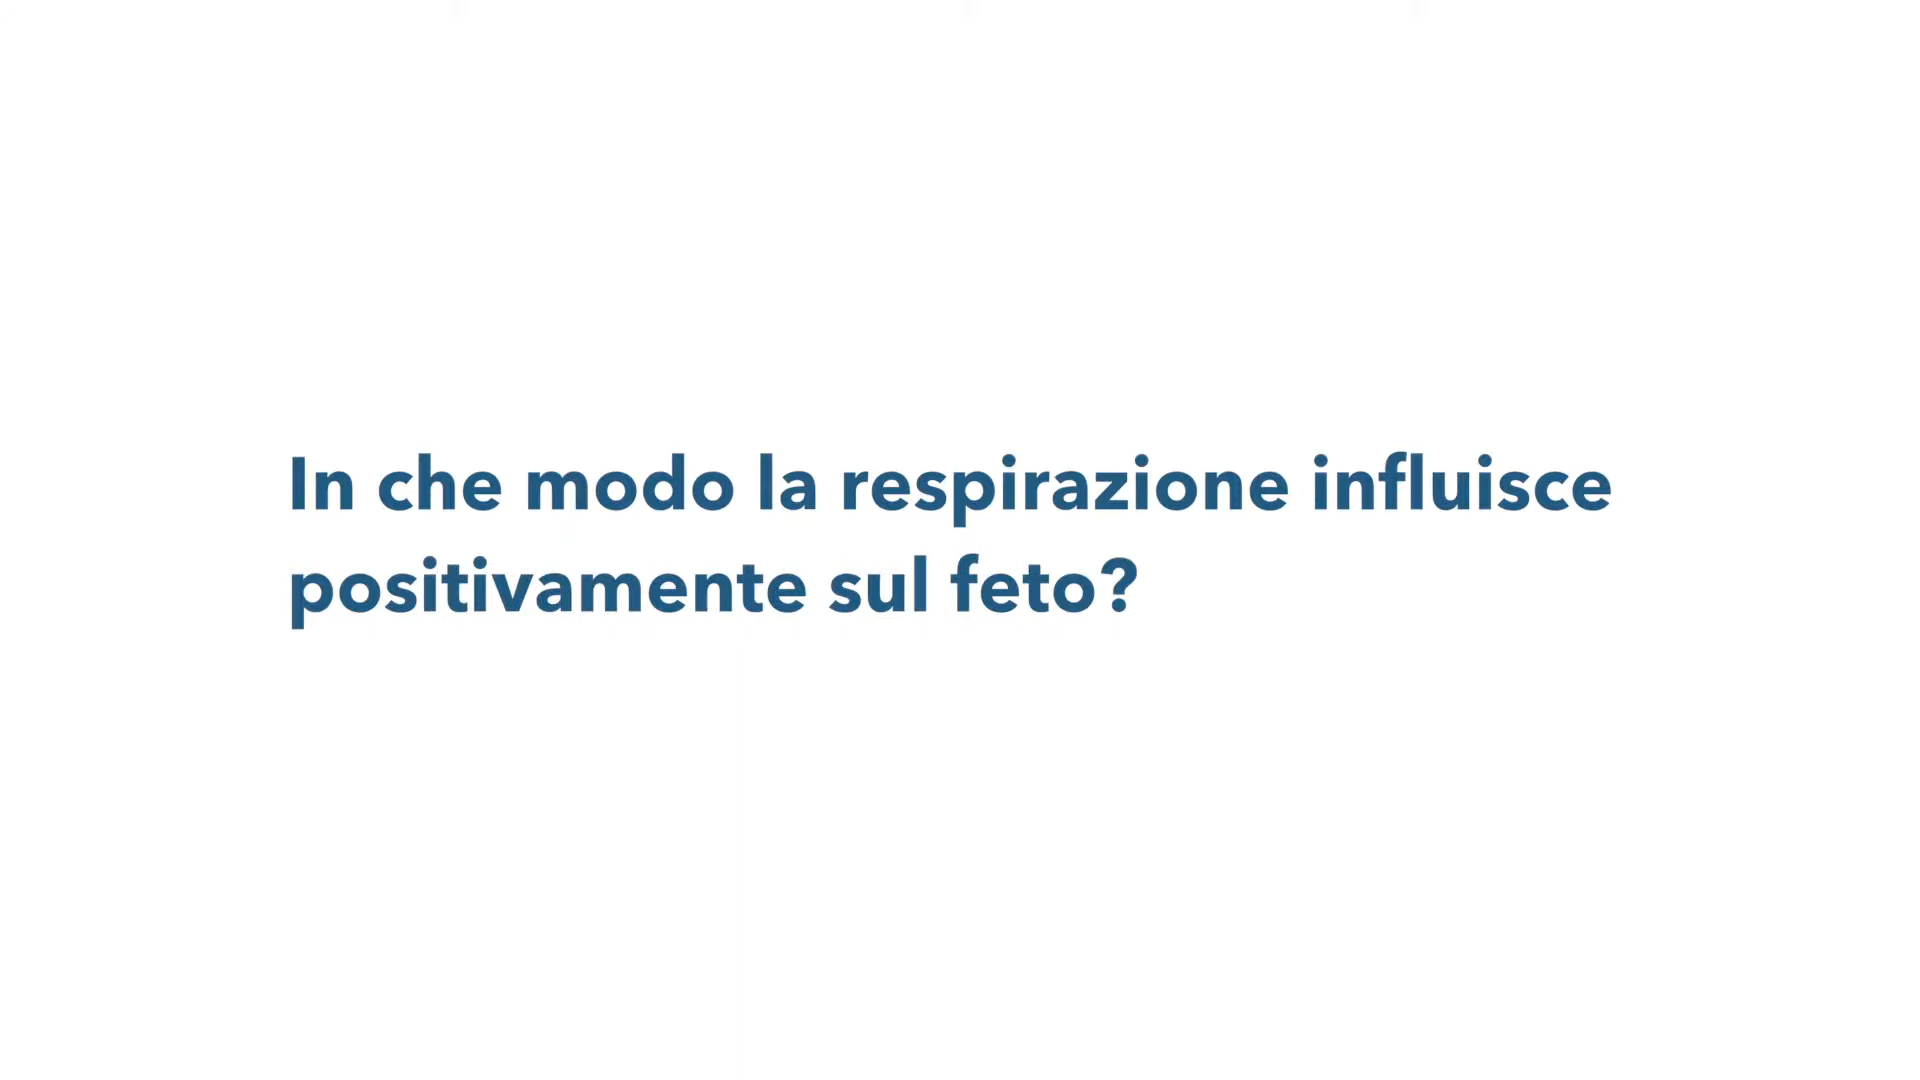 In che modo la respirazione influisce
positivamente sul feto?